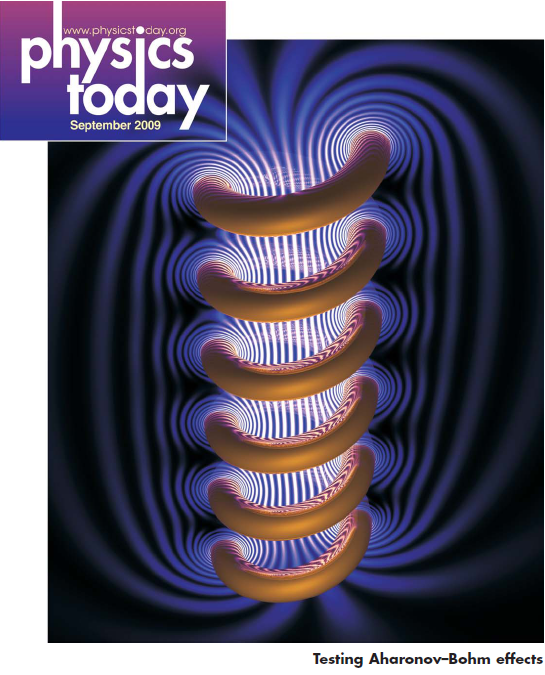 www.physicstoday.org
physics
today
September 2009
Testing Aharonov–Bohm effects